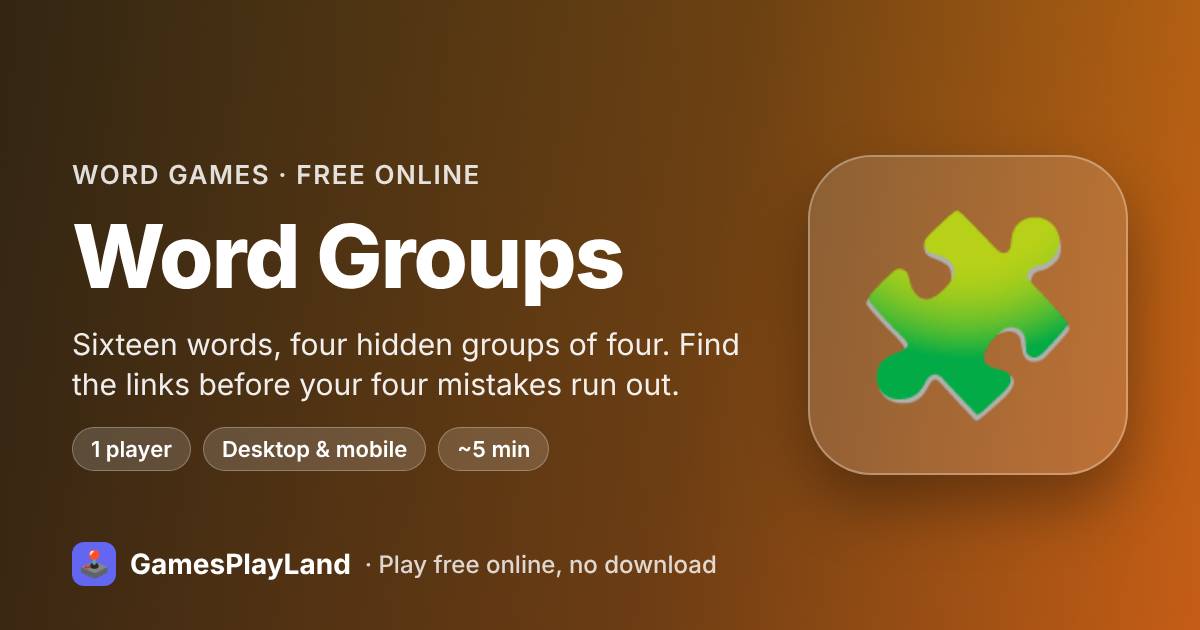 WORD GAMES · FREE ONLINE
Word Groups
Sixteen words, four hidden groups of four. Find
the links before your four mistakes run out.
1 player Desktop & mobile ~5 min
GamesPlayLand · Play free online, no download